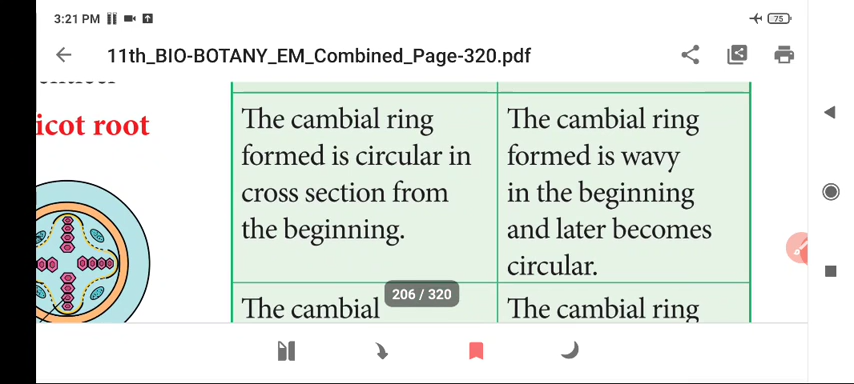 3:21 PM
75
11th_BIO-BOTANY_EM_Combined_Page-320.pdf
icot root
The cambial ring
formed is circular in
cross section from
the beginning.
The cambial ring
formed is wavy
in the beginning
and later becomes
circular.
The cambial
206 / 320
The cambial ring